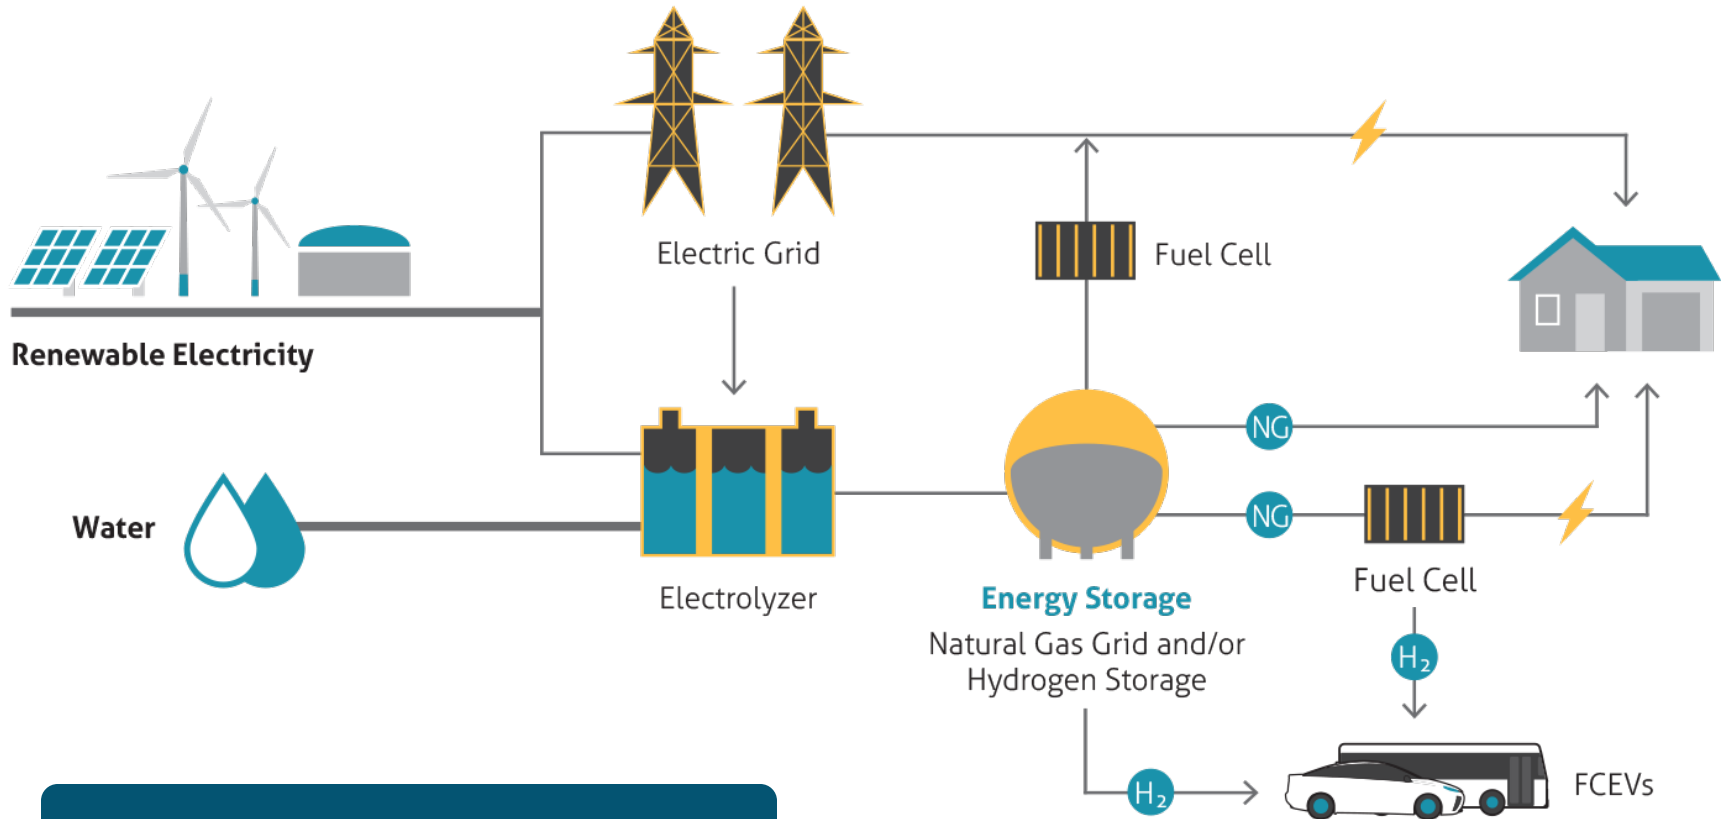 Electric Grid
Fuel Cell
Renewable Electricity
NG
NG
Water
Electrolyzer
Energy Storage
Natural Gas Grid and/or
Hydrogen Storage
Fuel Cell
H₂
H₂
FCEVs